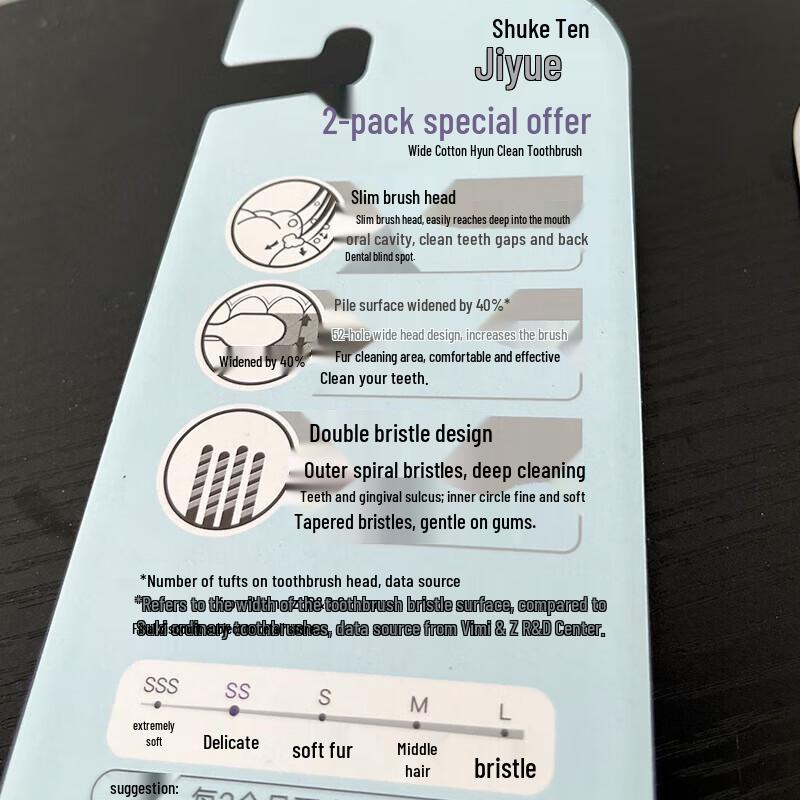 Shuke Ten
Jiyue
2-pack special offer
Wide Cotton Hyun Clean Toothbrush
Slim brush head
Slim brush head, easily reaches deep into the mouth
oral cavity, clean teeth gaps and back
Dental blind spot.
Pile surface widened by 40%*
52-hole wide head design, increases the brush
Widened by 40%
Fur cleaning area, comfortable and effective
Clean your teeth.
Double bristle design
Outer spiral bristles, deep cleaning
Teeth and gingival sulcus; inner circle fine and soft
Tapered bristles, gentle on gums.
*Number of tufts on toothbrush head, data source
*Refers to the width of the toothbrush bristle surface, compared to
Saki ordinary toothbrushes, data source from Vimi & Z R&D Center.
SSS SS S M L
extremely soft Delicate soft fur Middle hair bristle
suggestion: